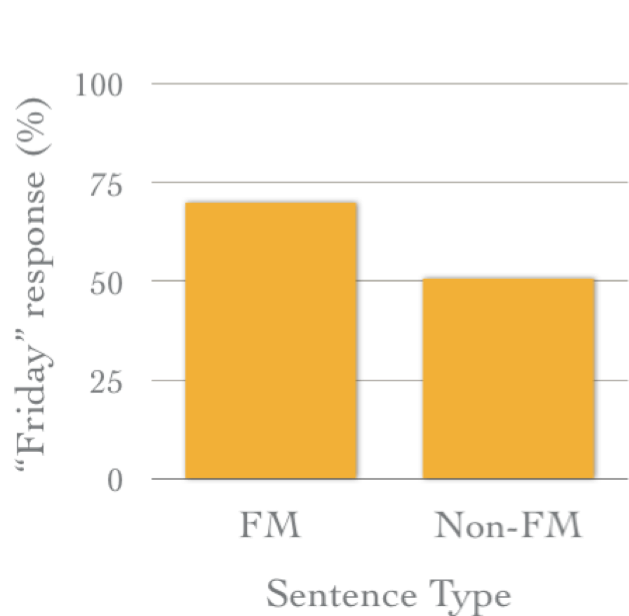 “Friday” response (%)
100
75
50
25
0
FM
Non-FM
Sentence Type